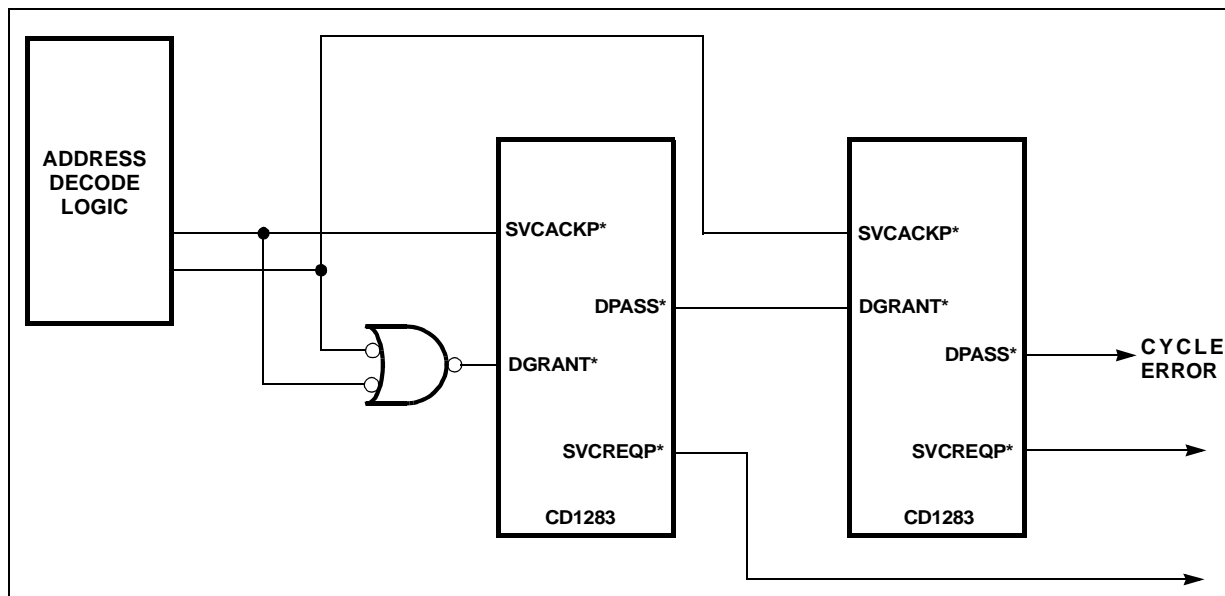 ADDRESS
DECODE
LOGIC
SVCACKP*
DPASS*
DGRANT*
SVCREQP*
CD1283
SVCACKP*
DGRANT*
DPASS*
SVCREQP*
CD1283
CYCLE
ERROR